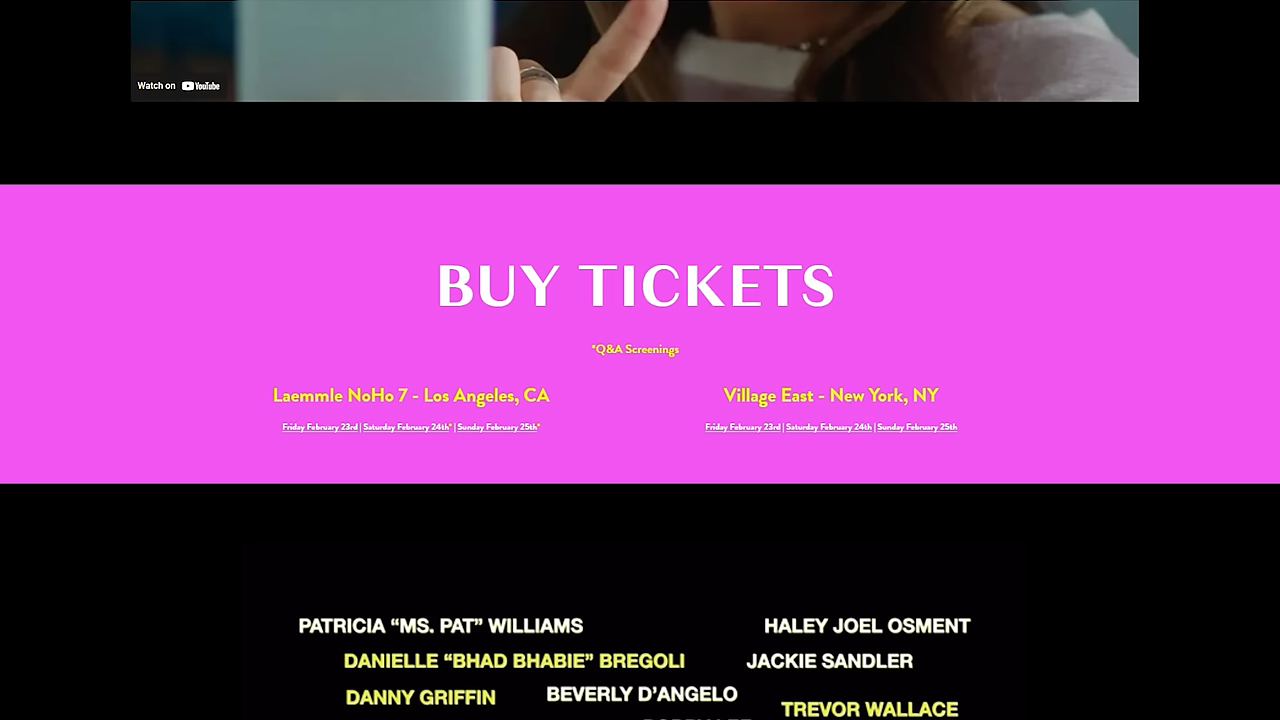 Watch on YouTube
BUY TICKETS
*Q&A Screenings
Laemmle NoHo 7 - Los Angeles, CA
Friday February 23rd | Saturday February 24th* | Sunday February 25th*
Village East - New York, NY
Friday February 23rd | Saturday February 24th | Sunday February 25th
PATRICIA “MS. PAT” WILLIAMS
HALEY JOEL OSMENT
DANIELLE “BHAD BHABIE” BREGOLI
JACKIE SANDLER
DANNY GRIFFIN
BEVERLY D’ANGELO
TREVOR WALLACE